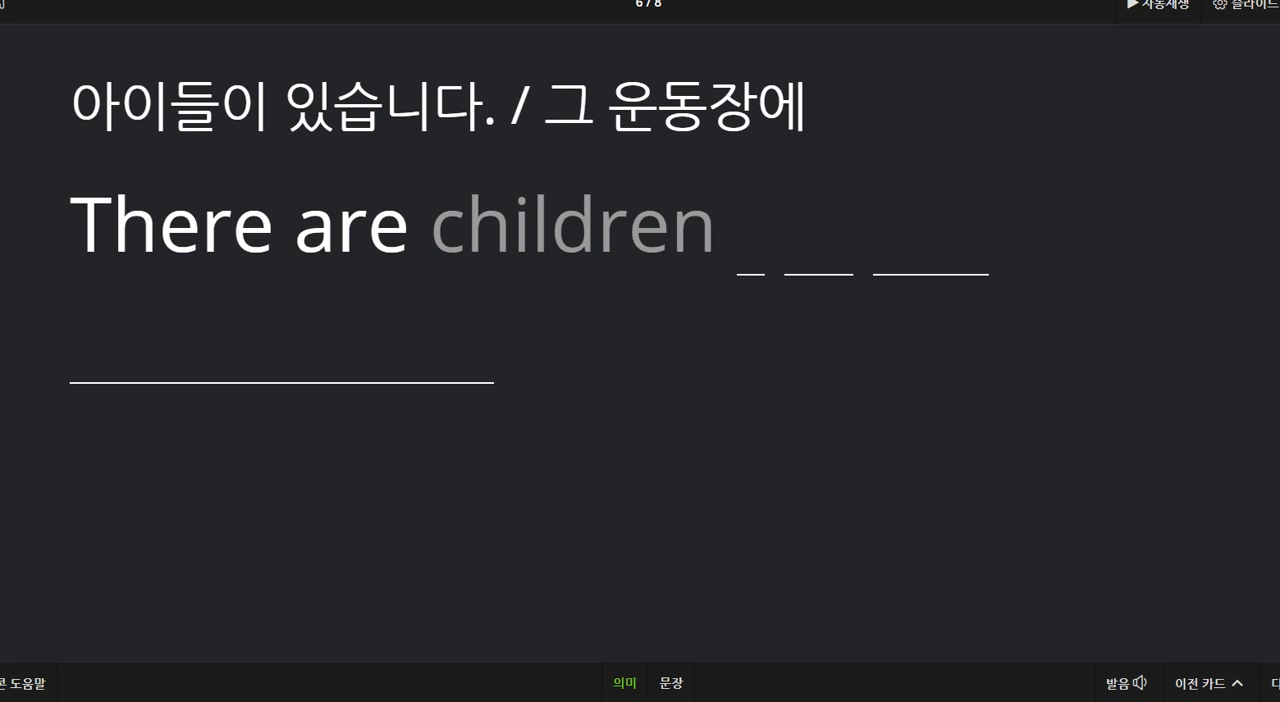 6 / 8
▶ 자동재생
슬라이드
아이들이 있습니다. / 그 운동장에
There are children
도움말
의미
문장
발음
이전 카드